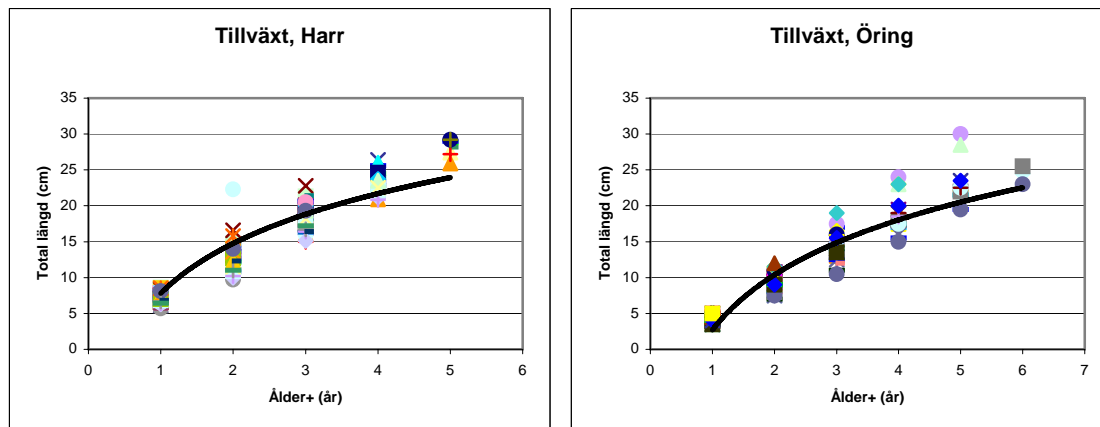 Tillväxt, Harr
35
30
25
20
15
10
5
0
Total längd (cm)
0 1 2 3 4 5 6
Ålder+ (år)
Tillväxt, Öring
35
30
25
20
15
10
5
0
Total längd (cm)
0 1 2 3 4 5 6 7
Ålder+ (år)